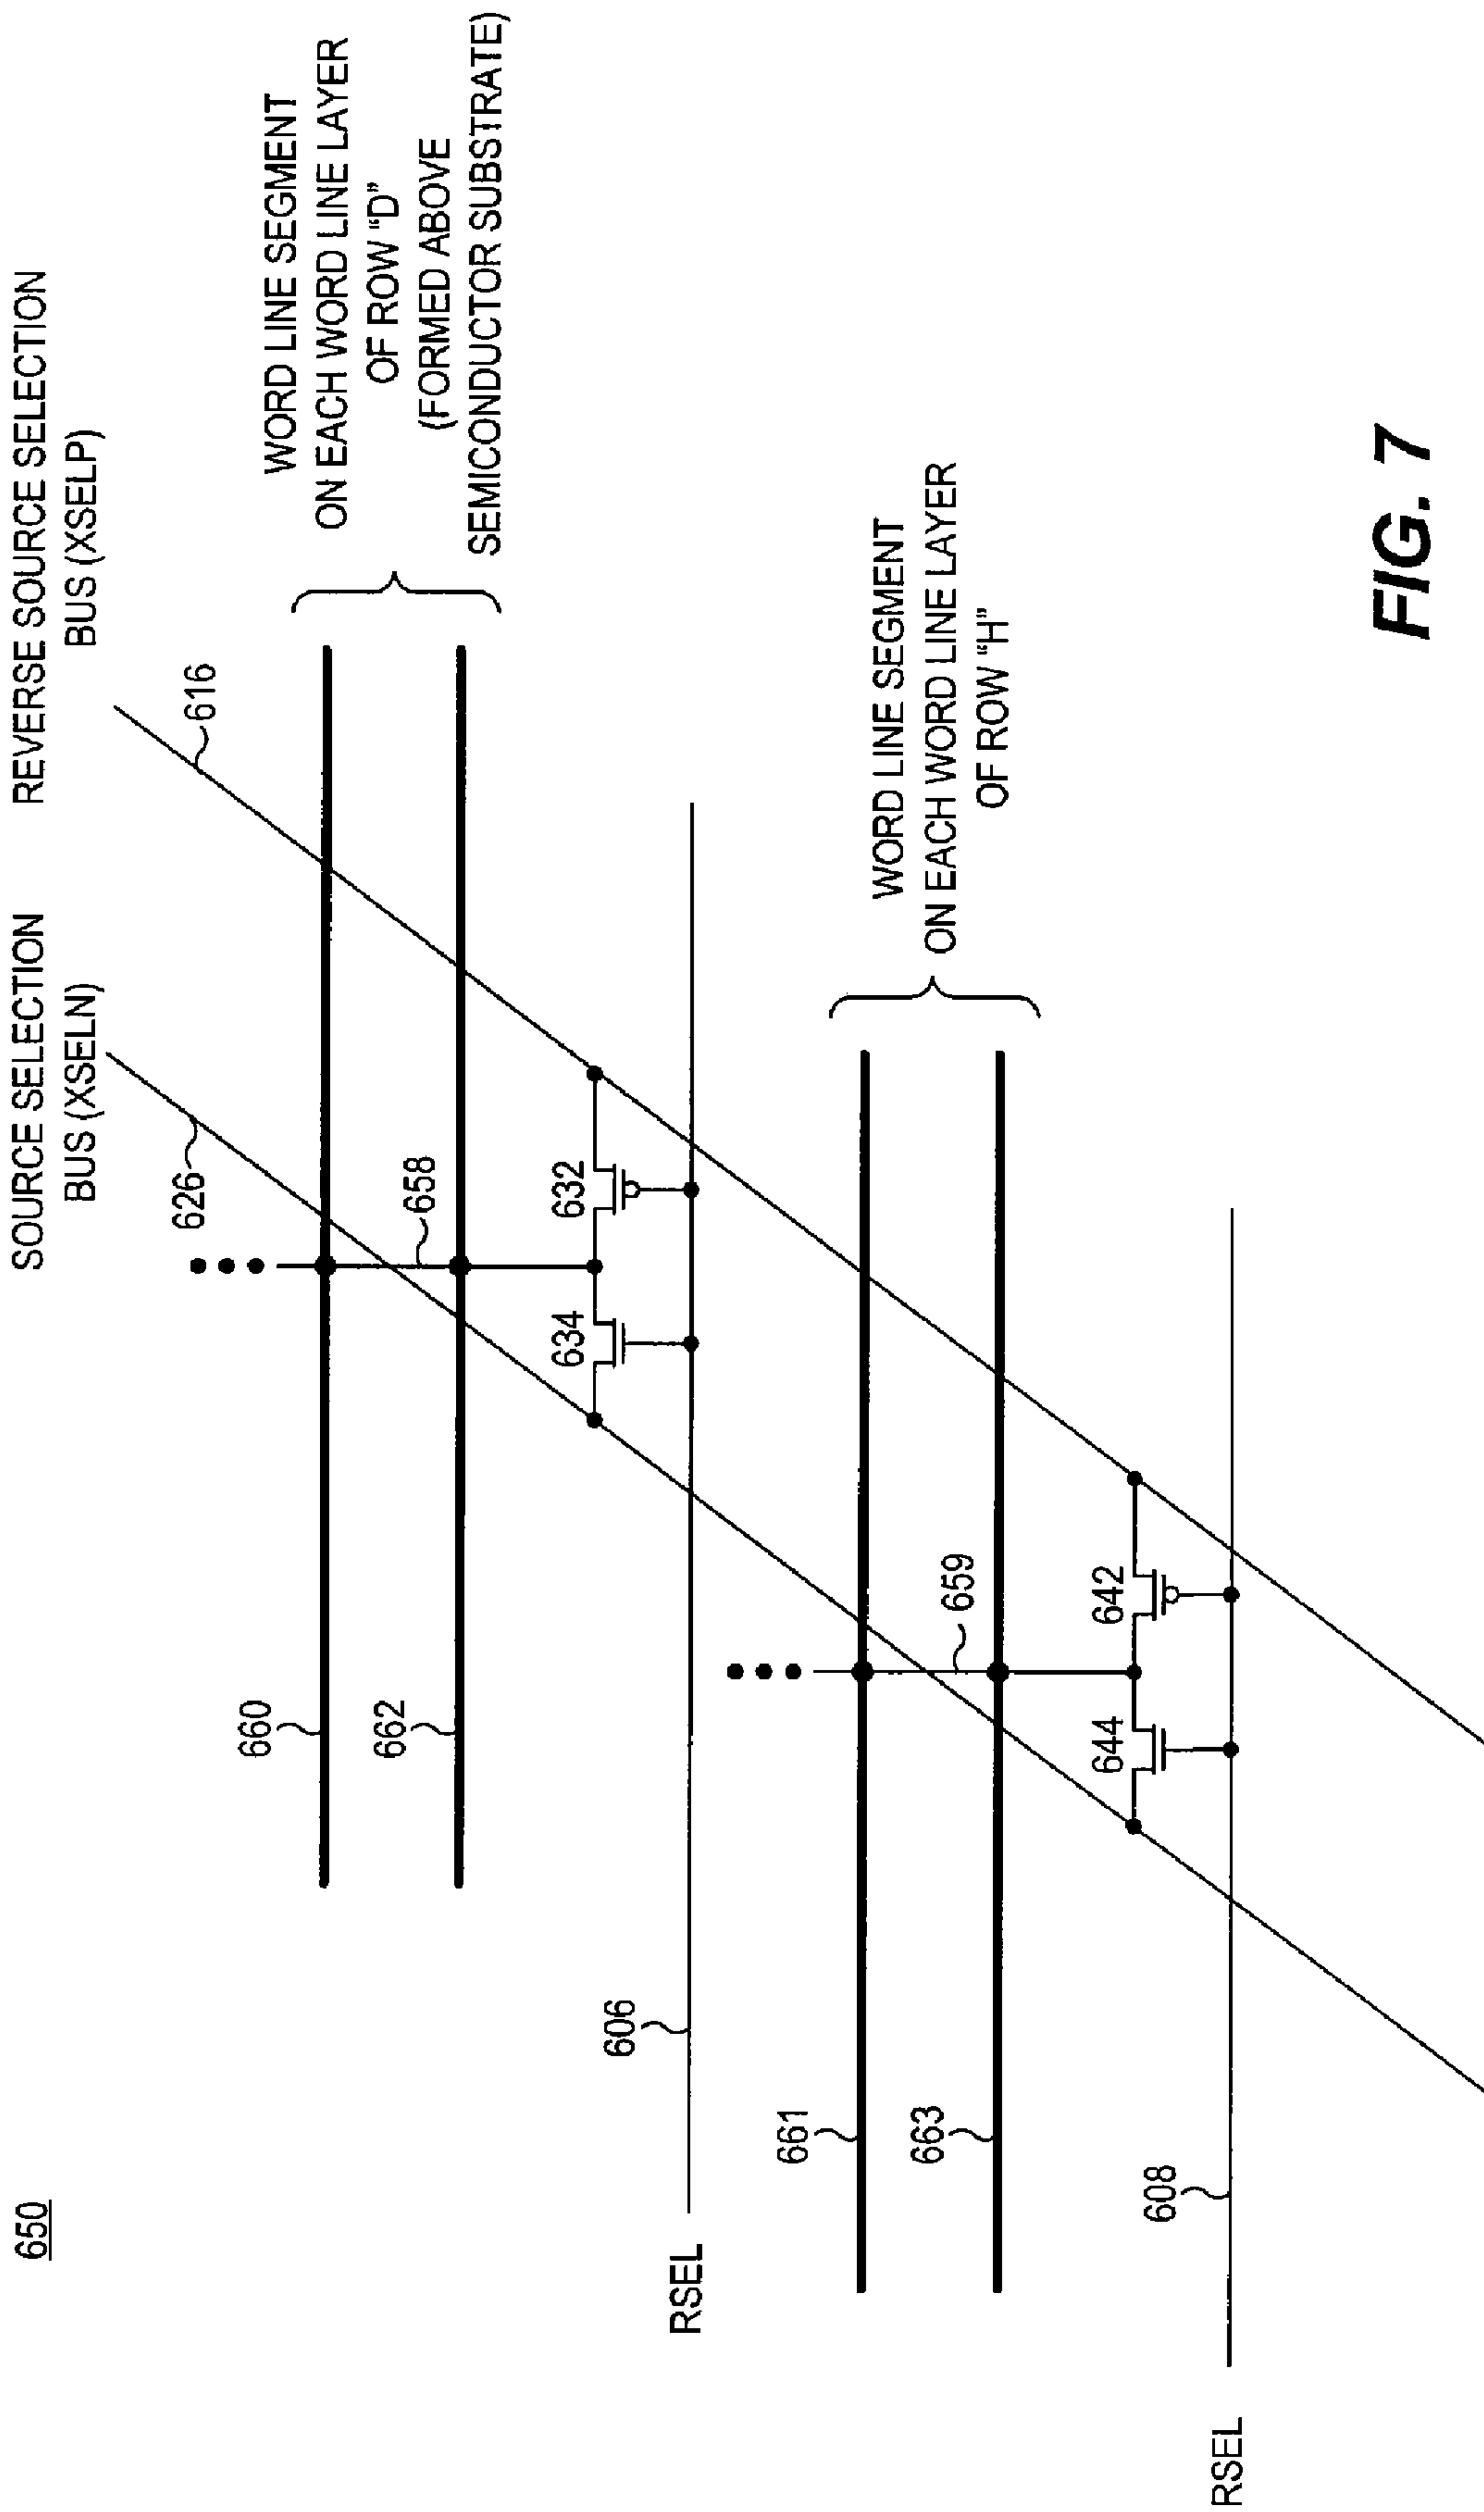 650
SOURCE SELECTION
BUS (XSELN)
REVERSE SOURCE SELECTION
BUS (XSELP)
626
616
660
658
WORD LINE SEGMENT
ON EACH WORD LINE LAYER
OF ROW "D"
(FORMED ABOVE
SEMICONDUCTOR SUBSTRATE)
662
634
632
606
RSEL
661
659
WORD LINE SEGMENT
ON EACH WORD LINE LAYER
OF ROW "H"
663
644
642
608
RSEL
FIG. 7